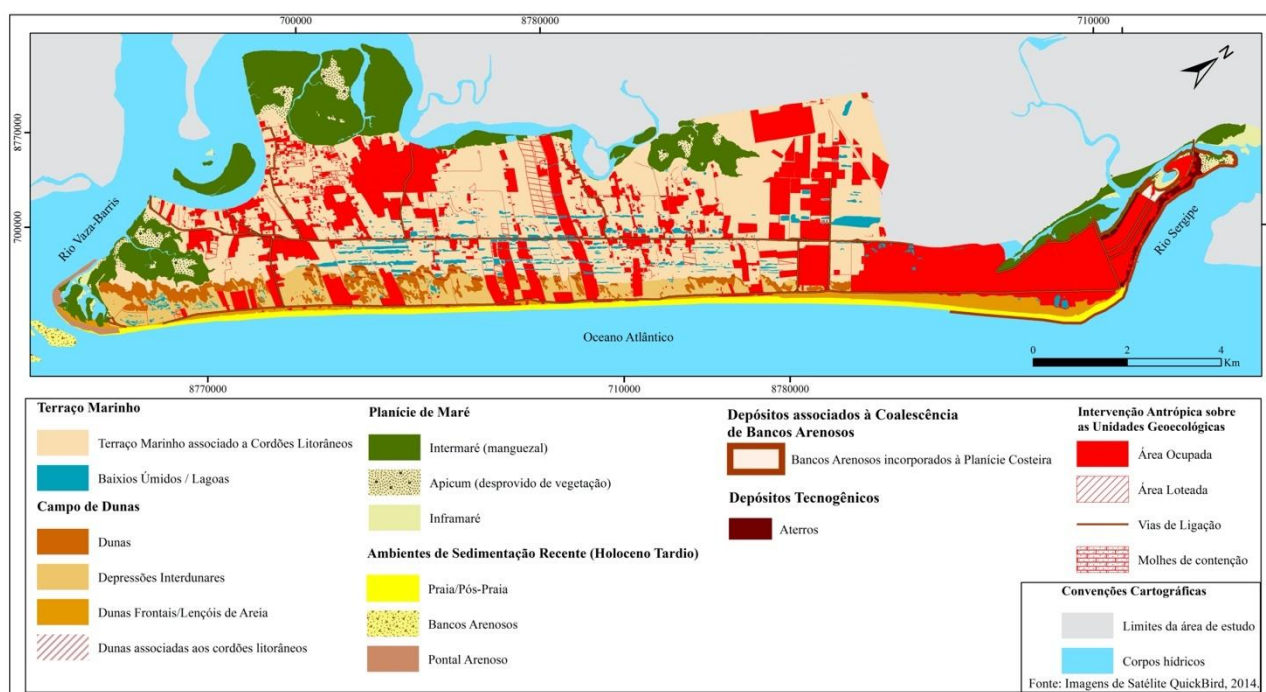 700000
8780000
710000
N
8770000
700000
Rio Vaza-Barris
Rio Sergipe
Oceano Atlântico
0 2 4
Km
8770000
710000
8780000
Terraço Marinho
Terraço Marinho associado a Cordões Litorâneos
Baixios Úmidos / Lagoas
Campo de Dunas
Dunas
Depressões Interdunares
Dunas Frontais/Lençóis de Areia
Dunas associadas aos cordões litorâneos
Planície de Maré
Intermaré (manguezal)
Apicum (desprovido de vegetação)
Inframaré
Ambientes de Sedimentação Recente (Holoceno Tardio)
Praia/Pós-Praia
Bancos Arenosos
Pontal Arenoso
Depósitos associados à Coalescência
de Bancos Arenosos
Bancos Arenosos incorporados à Planície Costeira
Depósitos Tecnogênicos
Aterros
Intervenção Antrópica sobre
as Unidades Geoecológicas
Área Ocupada
Área Loteada
Vias de Ligação
Molhes de contenção
Convenções Cartográficas
Limites da área de estudo
Corpos hídricos
Fonte: Imagens de Satélite QuickBird, 2014.